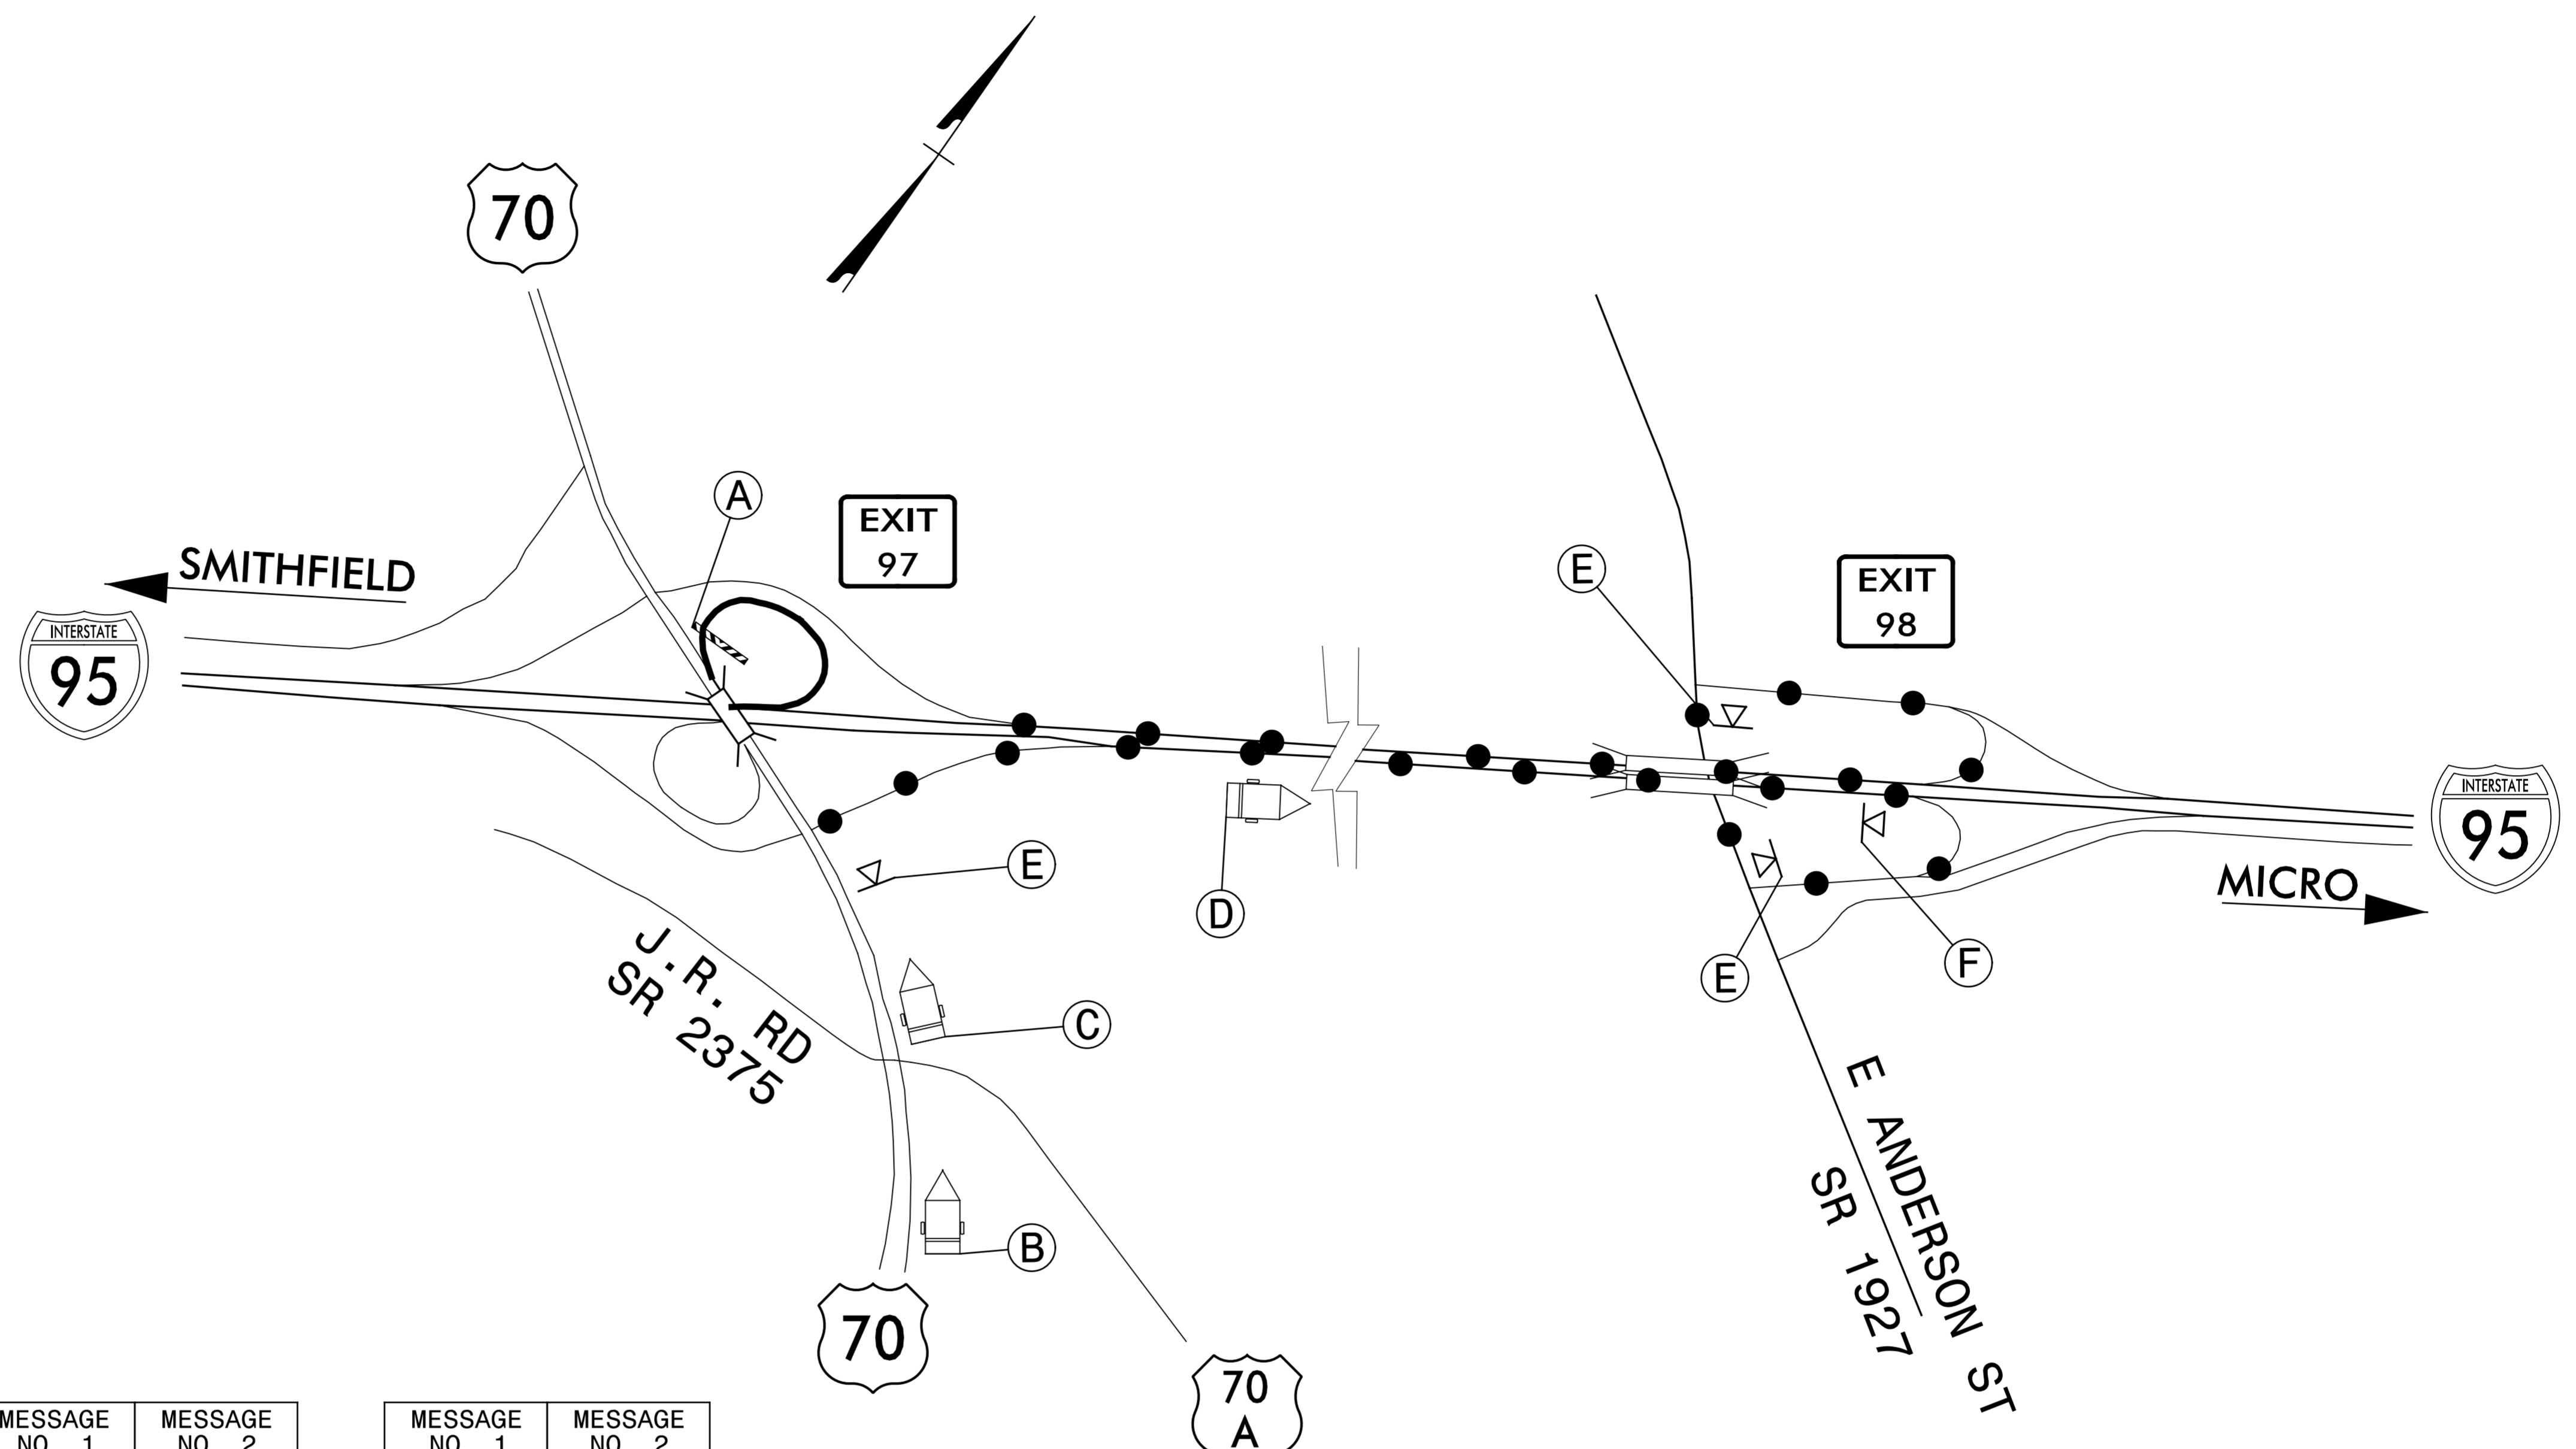 70
A
EXIT
97
SMITHFIELD
INTERSTATE
95
E
EXIT
98
E
D
C
B
J.R. RD
SR 2375
70
70
A
E
F
INTERSTATE
95
MICRO
E ANDERSON ST
SR 1927
MESSAGE
NO. 1
MESSAGE
NO. 2
MESSAGE
NO. 1
MESSAGE
NO. 2